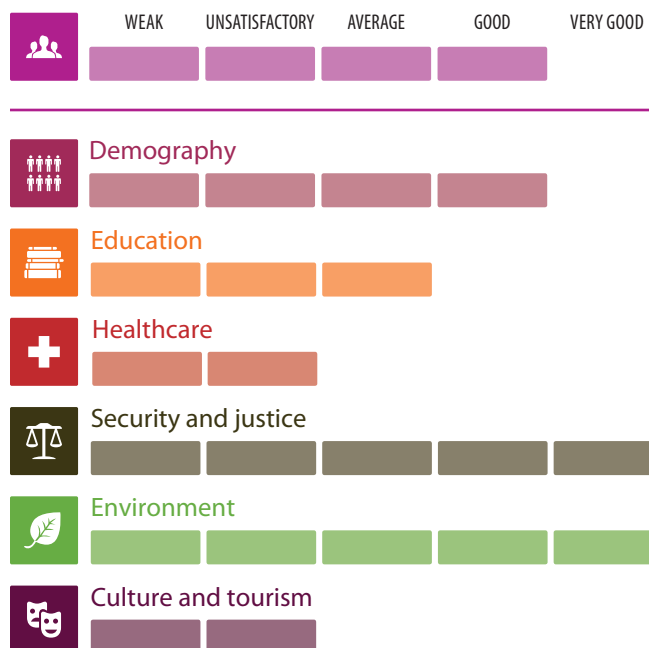 WEAK UNSATISFACTORY AVERAGE GOOD VERY GOOD
Demography
Education
Healthcare
Security and justice
Environment
Culture and tourism